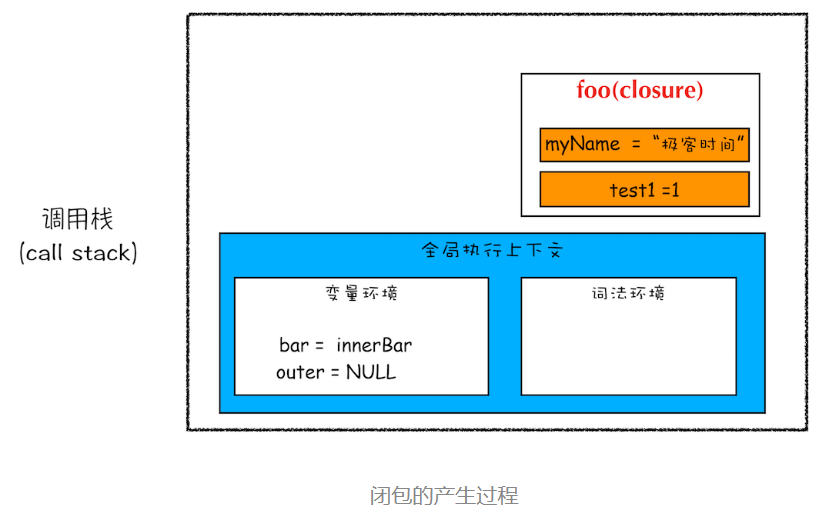 foo(closure)
myName = “极客时间”
test1 =1
调用栈
(call stack)
全局执行上下文
变量环境
词法环境
bar = innerBar
outer = NULL
闭包的产生过程